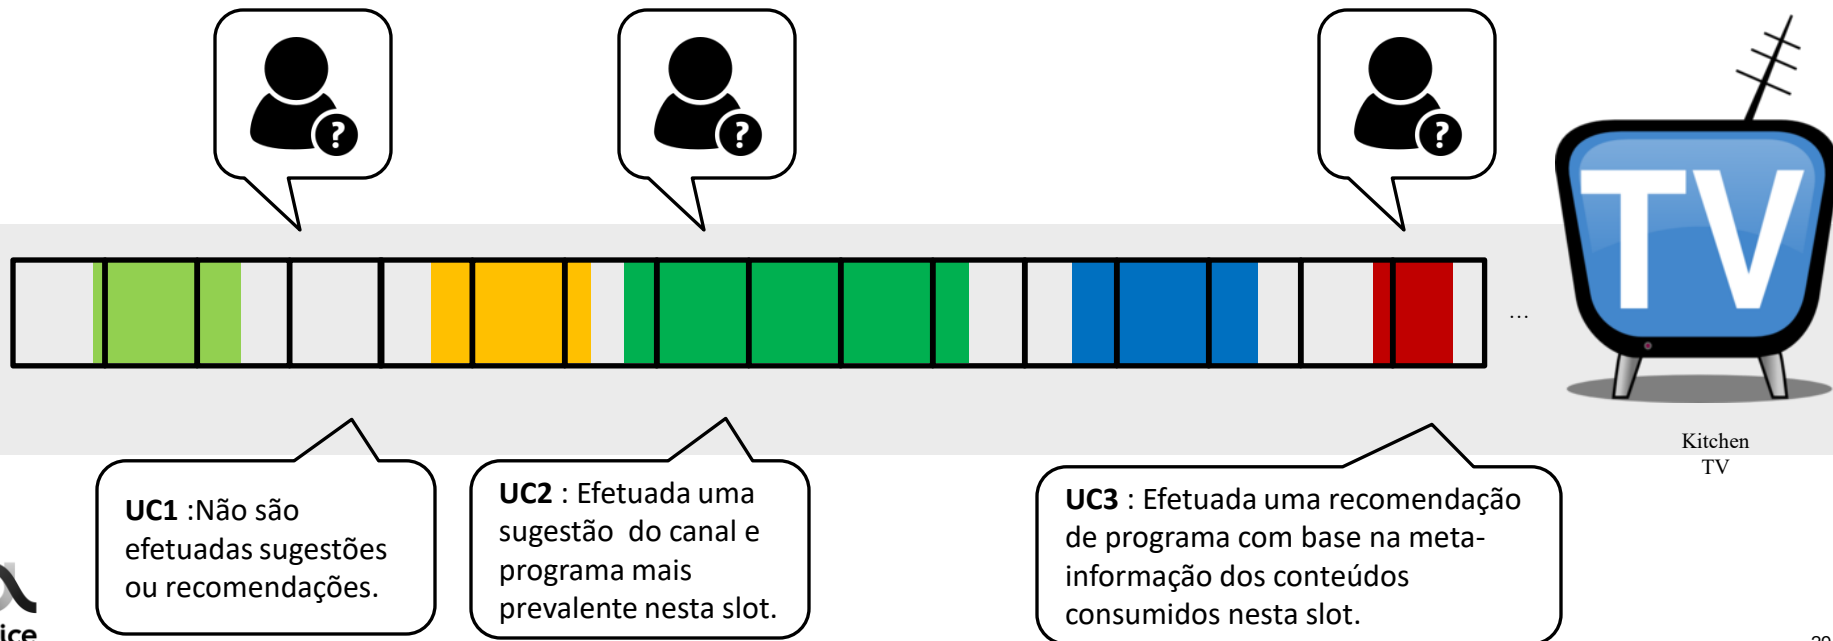 ?
?
?
TV
...
Kitchen
TV
UC1 :Não são
efetuadas sugestões
ou recomendações.
UC2 : Efetuada uma
sugestão do canal e
programa mais
prevalente nesta slot.
UC3 : Efetuada uma recomendação
de programa com base na meta-
informação dos conteúdos
consumidos nesta slot.